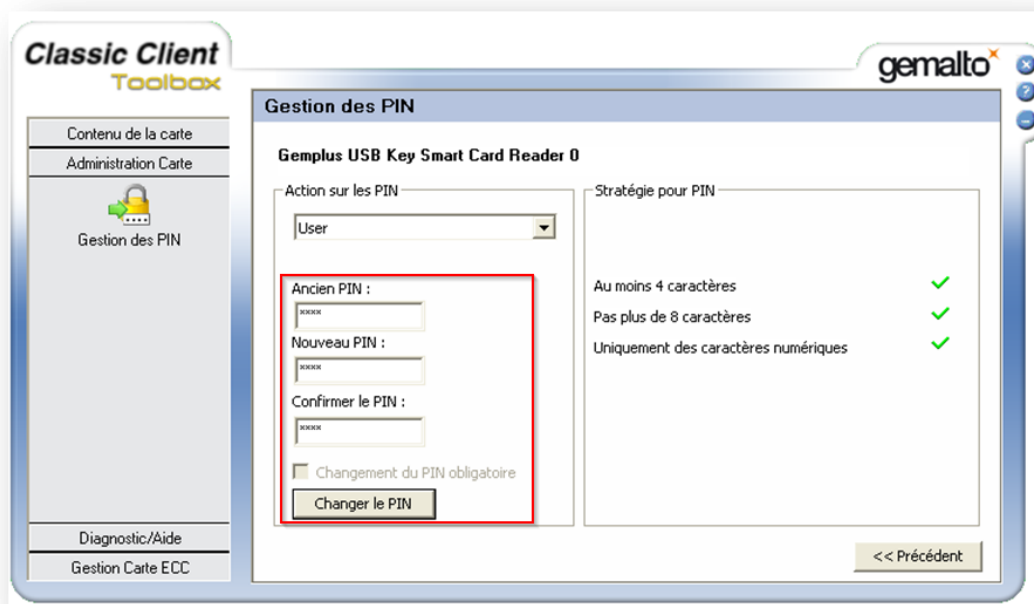 Classic Client
Toolbox
gemalto
Contenu de la carte
Administration Carte
Gestion des PIN
Diagnostic/Aide
Gestion Carte ECC
Gestion des PIN
Gemplus USB Key Smart Card Reader 0
Action sur les PIN
User
Ancien PIN :
****
Nouveau PIN :
****
Confirmer le PIN :
****
Changement du PIN obligatoire
Changer le PIN
Stratégie pour PIN
Au moins 4 caractères
Pas plus de 8 caractères
Uniquement des caractères numériques
<< Précédent